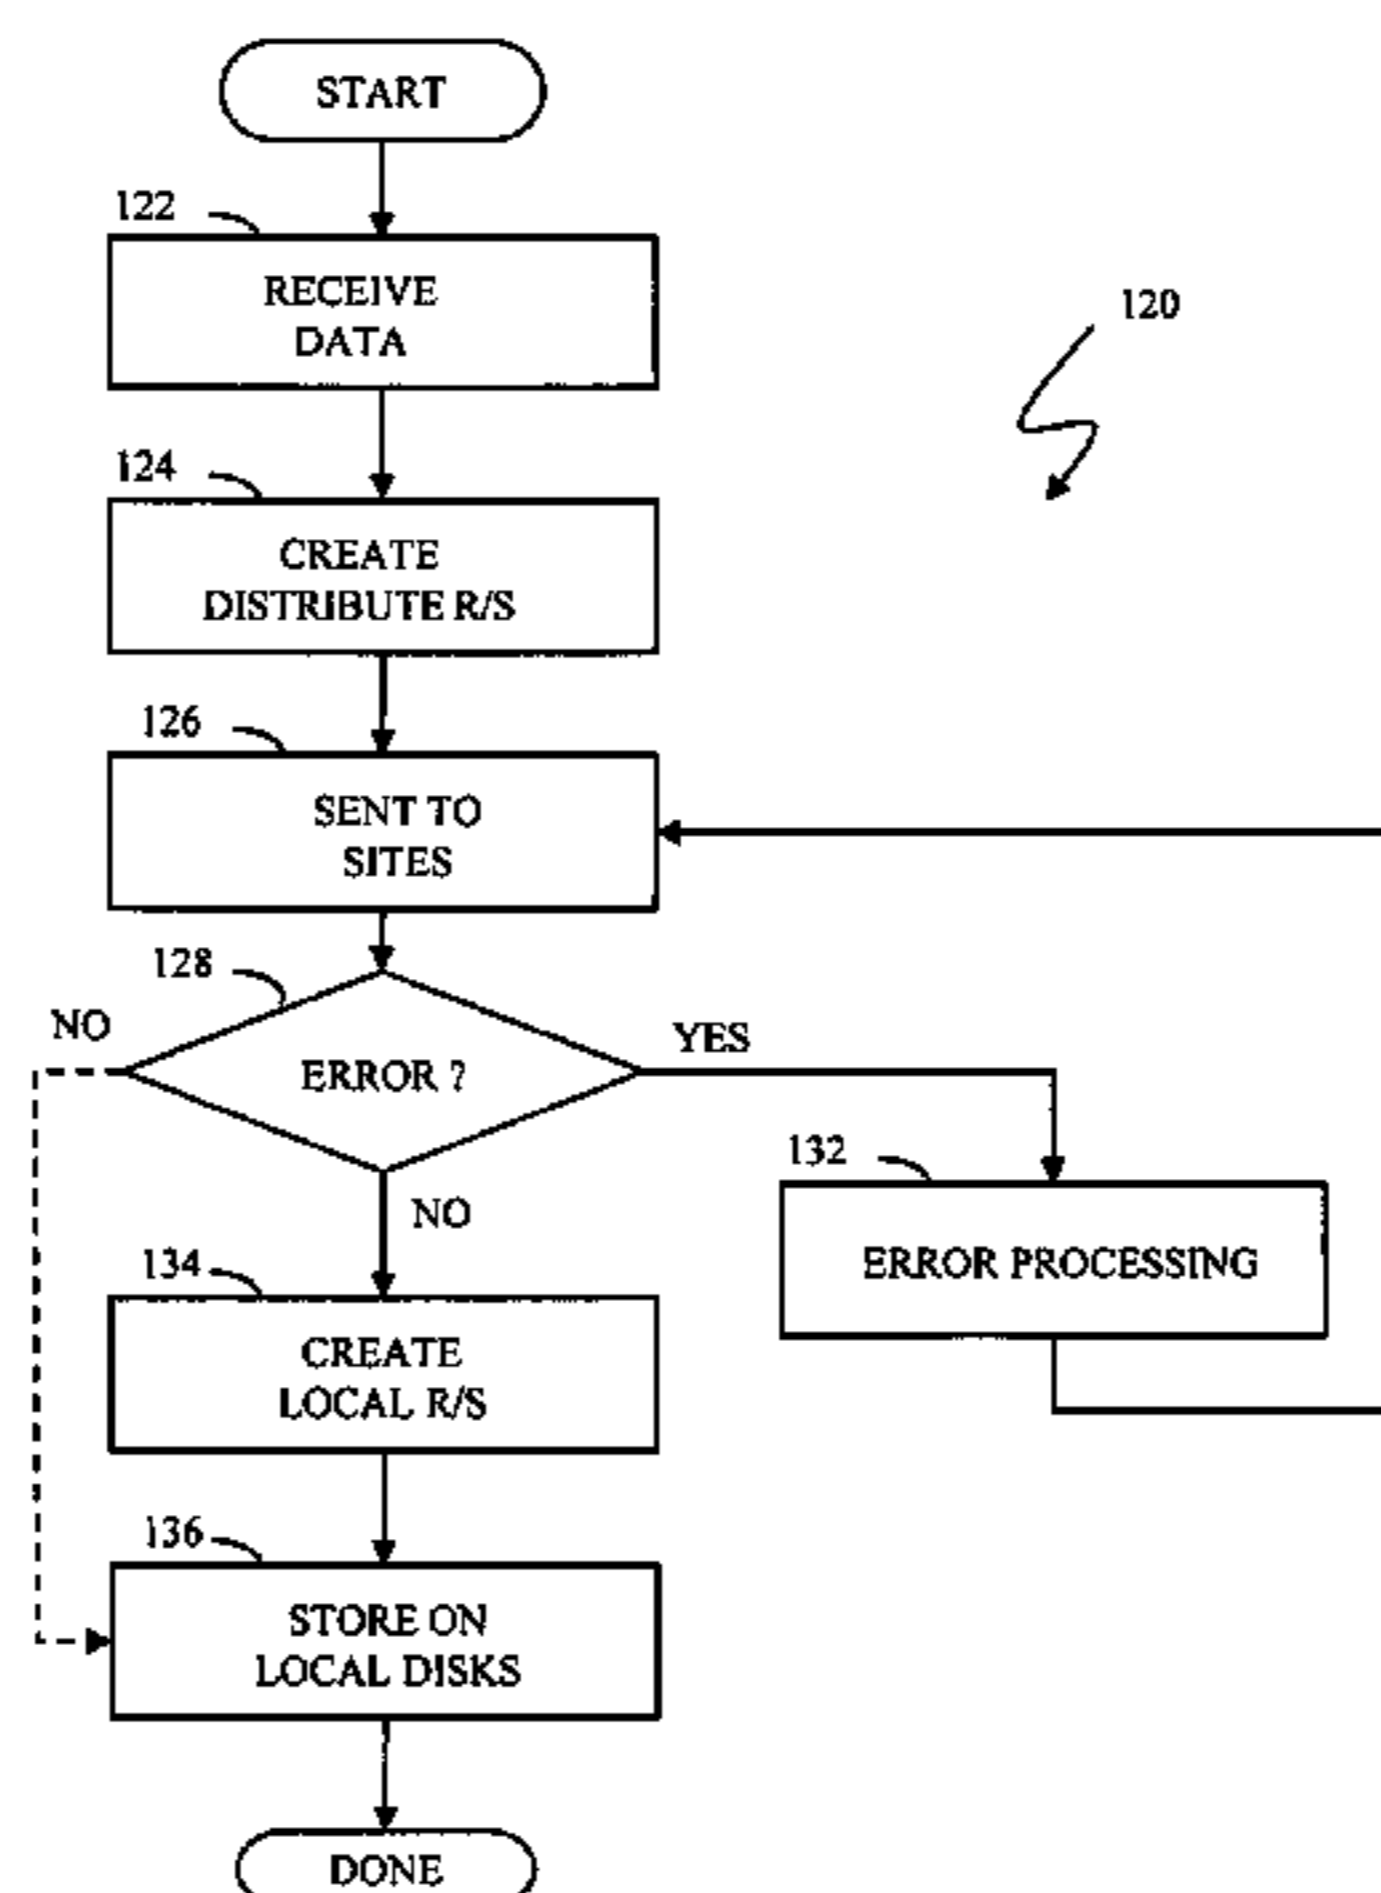 START
122
RECEIVE
DATA
120
124
CREATE
DISTRIBUTE R/S
126
SENT TO
SITES
128
NO
ERROR ?
YES
132
ERROR PROCESSING
NO
134
CREATE
LOCAL R/S
136
STORE ON
LOCAL DISKS
DONE